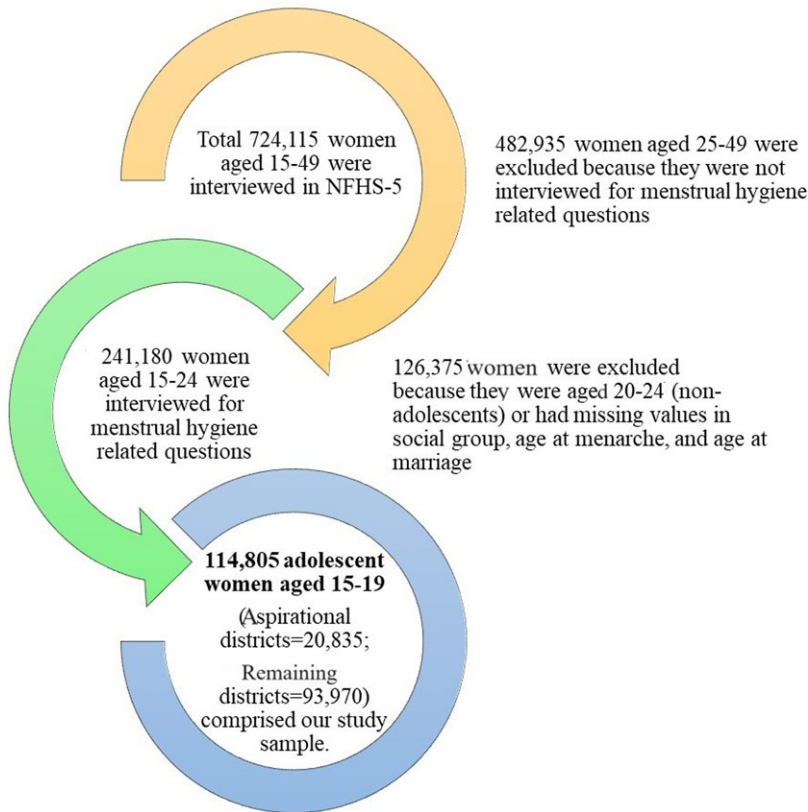 Total 724,115 women
aged 15-49 were
interviewed in NFHS-5
482,935 women aged 25-49 were
excluded because they were not
interviewed for menstrual hygiene
related questions
241,180 women
aged 15-24 were
interviewed for
menstrual hygiene
related questions
126,375 women were excluded
because they were aged 20-24 (non-
adolescents) or had missing values in
social group, age at menarche, and age at
marriage
114,805 adolescent
women aged 15-19
(Aspirational
districts=20,835;
Remaining
districts=93,970)
comprised our study
sample.